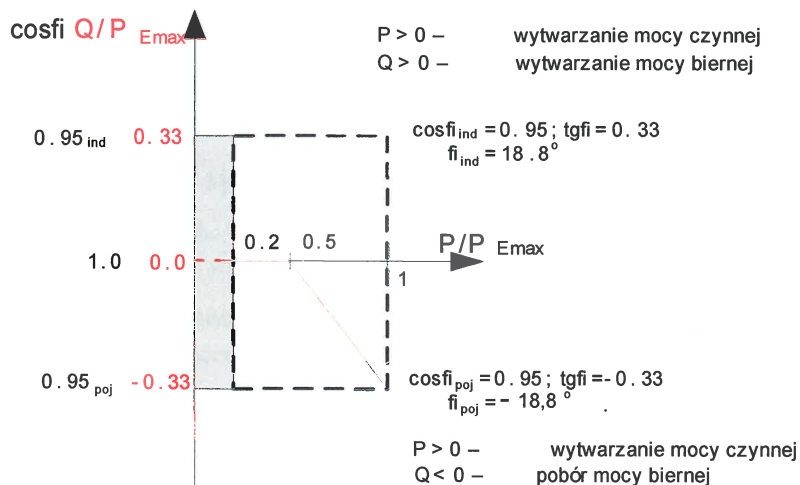 cosfi Q/P Emax
P > 0 – wytwarzanie mocy czynnej
Q > 0 – wytwarzanie mocy biernej
0.95 ind 0.33
cosfi ind = 0.95; tgfi = 0.33
fi ind = 18.8°
0.2 0.5 P/P Emax
1.0 0.0
1
0.95 poj -0.33
cosfi poj = 0.95; tgfi = - 0.33
fi poj = - 18,8°
P > 0 – wytwarzanie mocy czynnej
Q < 0 – pobór mocy biernej